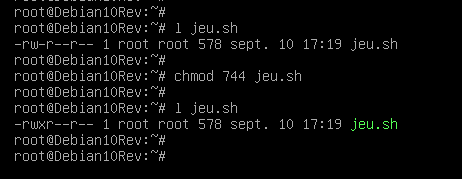 root@Debian10Rev:~#
root@Debian10Rev:~# l jeu.sh
-rw-r--r-- 1 root root 578 sept. 10 17:19 jeu.sh
root@Debian10Rev:~#
root@Debian10Rev:~# chmod 744 jeu.sh
root@Debian10Rev:~#
root@Debian10Rev:~# l jeu.sh
-rwxr--r-- 1 root root 578 sept. 10 17:19 jeu.sh
root@Debian10Rev:~#
root@Debian10Rev:~#